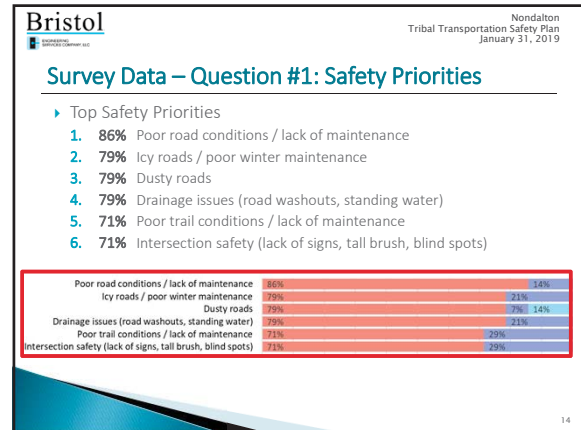 Bristol
ENGINEERING
SERVICES COMPANY LLC
Nondalton
Tribal Transportation Safety Plan
January 31, 2019
Survey Data – Question #1: Safety Priorities
Top Safety Priorities
1. 86% Poor road conditions / lack of maintenance
2. 79% Icy roads / poor winter maintenance
3. 79% Dusty roads
4. 79% Drainage issues (road washouts, standing water)
5. 71% Poor trail conditions / lack of maintenance
6. 71% Intersection safety (lack of signs, tall brush, blind spots)
Poor road conditions / lack of maintenance 86% 14%
Icy roads / poor winter maintenance 79% 21%
Dusty roads 79% 7% 14%
Drainage issues (road washouts, standing water) 79% 21%
Poor trail conditions / lack of maintenance 71% 29%
Intersection safety (lack of signs, tall brush, blind spots) 71% 29%
14